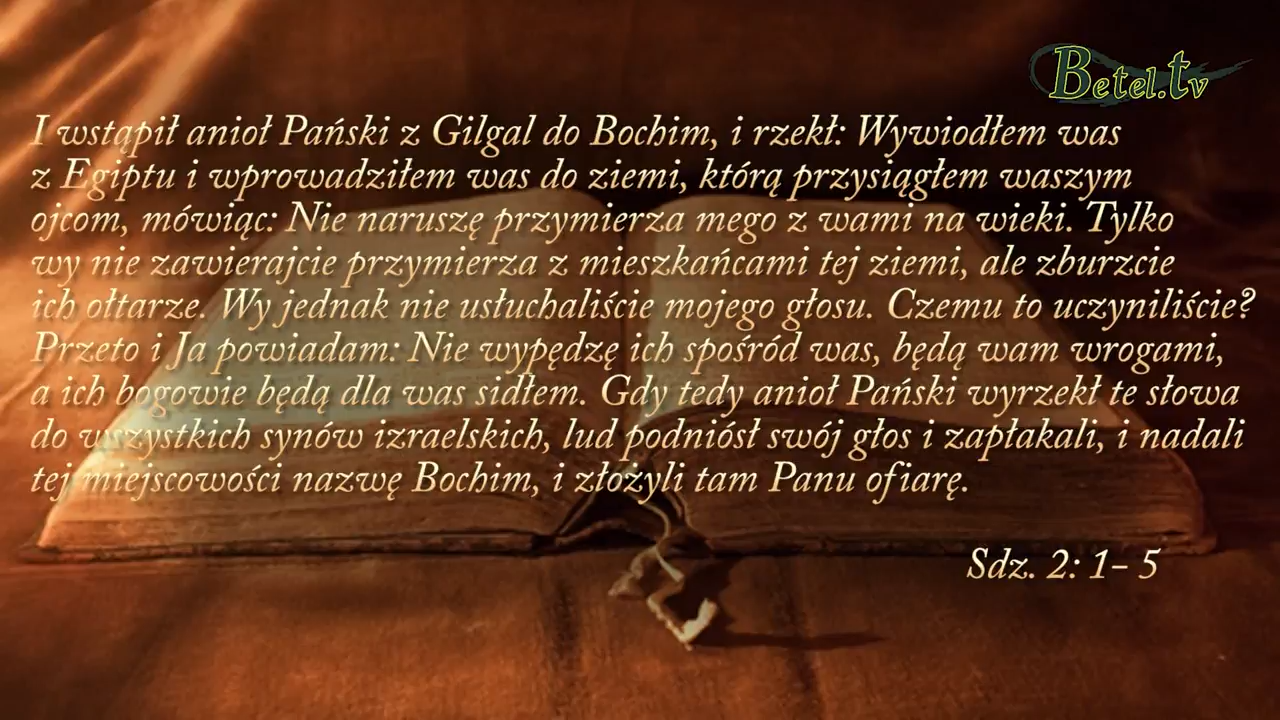 Betel.tv
I wstąpił anioł Pański z Gilgal do Bochim, i rzekł: Wywiodłem was
z Egiptu i wprowadziłem was do ziemi, którą przysiągłem waszym
ojcom, mówiąc: Nie naruszę przymierza mego z wami na wieki. Tylko
wy nie zawierajcie przymierza z mieszkańcami tej ziemi, ale zburzcie
ich ołtarze. Wy jednak nie usłuchaliście mojego głosu. Czemu to uczyniliście?
Przeto i Ja powiadam: Nie wypędzę ich spośród was, będą wam wrogami,
a ich bogowie będą dla was sidłem. Gdy tedy anioł Pański wyrzekł te słowa
do wszystkich synów izraelskich, lud podniósł swój głos i zapłakali, i nadali
tej miejscowości nazwę Bochim, i złożyli tam Panu ofiarę.
Sdz. 2: 1- 5